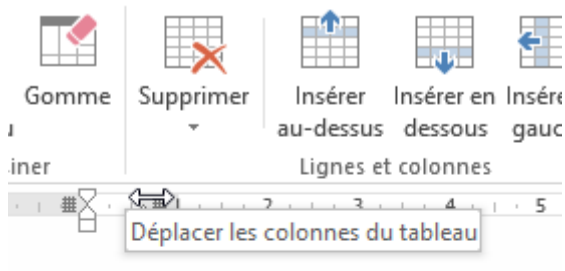 Gomme Supprimer Insérer Insérer en Insére
u au-dessus dessous gauc
iner Lignes et colonnes
2 3 4 5
Déplacer les colonnes du tableau